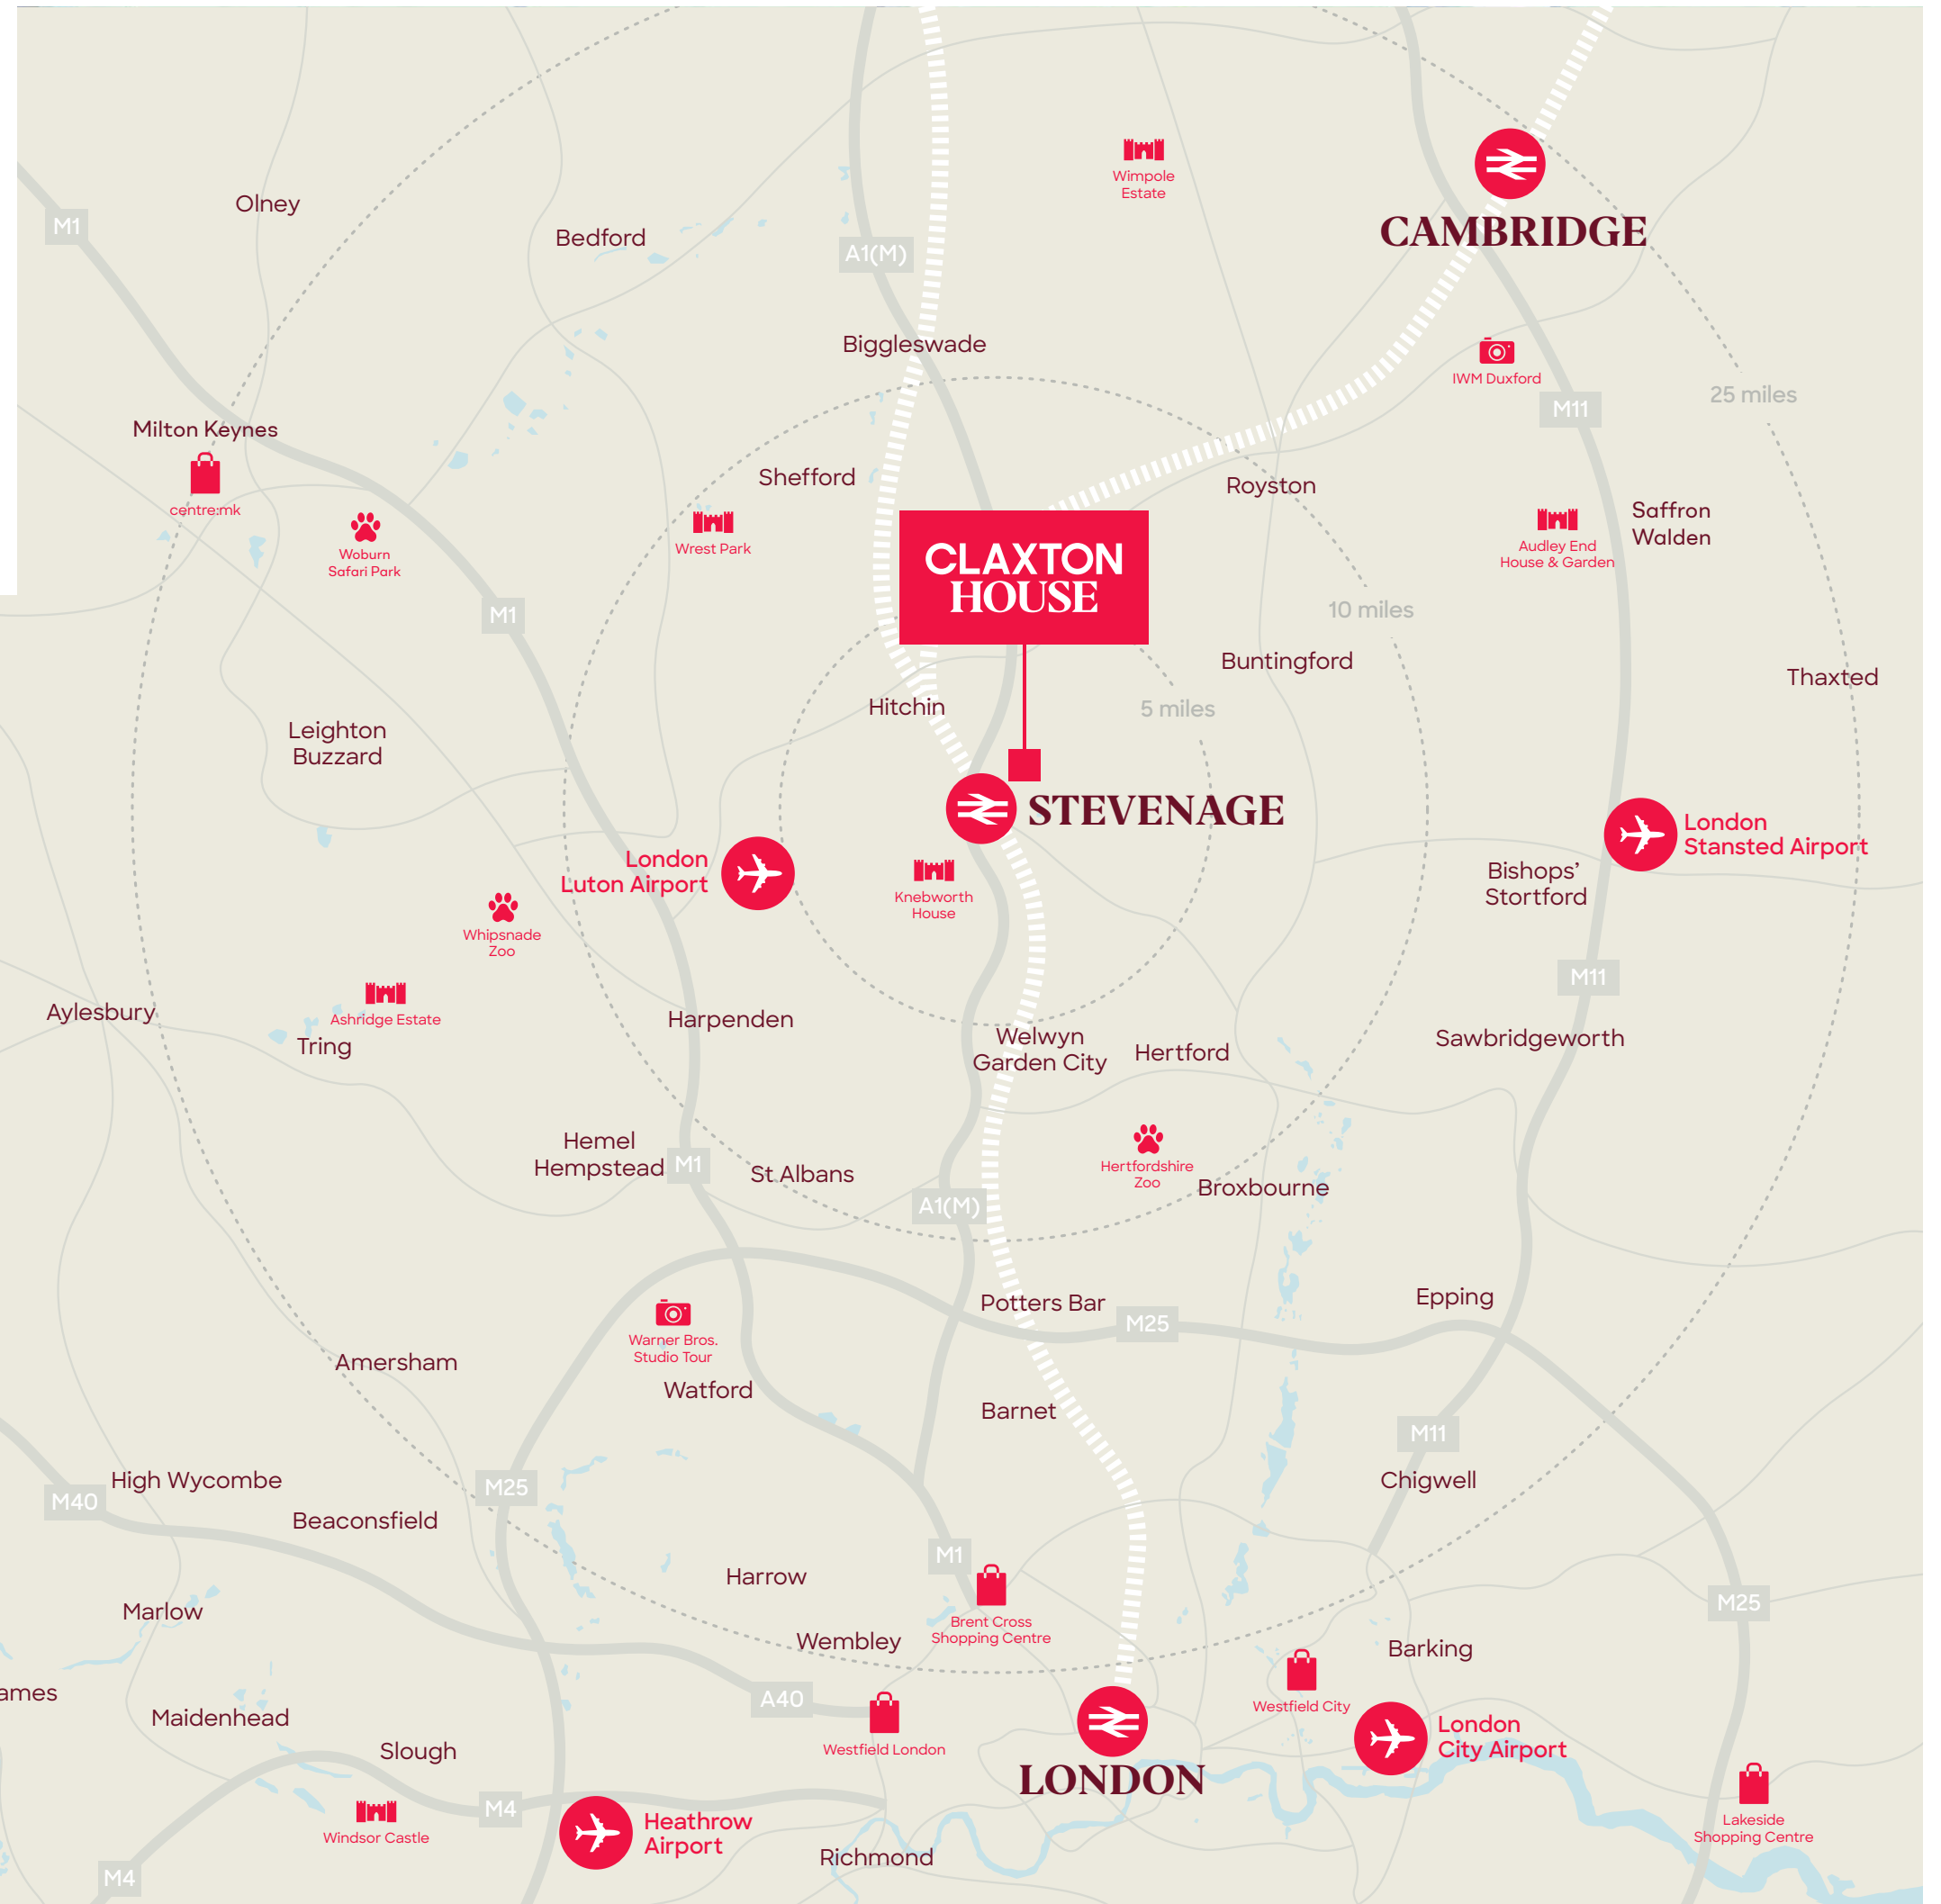 Wimpole
Estate
Olney
M1
CAMBRIDGE
Bedford
A1(M)
Biggleswade
IWM Duxford
25 miles
M11
Milton Keynes
centre:mk
Shefford
Royston
Saffron
Walden
Woburn
Safari Park
Wrest Park
Audley End
House & Garden
CLAXTON
HOUSE
M1
10 miles
Buntingford
Thaxted
Hitchin
5 miles
Leighton
Buzzard
STEVENAGE
London
Stansted Airport
London
Luton Airport
Bishops’
Stortford
Knebworth
House
Whipsnade
Zoo
M11
Aylesbury
Ashridge Estate
Tring
Harpenden
Welwyn
Garden City
Hertford
Sawbridgeworth
Hemel
Hempstead
M1
St Albans
Hertfordshire
Zoo
Broxbourne
A1(M)
Potters Bar
M25
Epping
Warner Bros.
Studio Tour
Amersham
Watford
Barnet
M11
High Wycombe
M40
M25
Chigwell
Beaconsfield
M1
Harrow
Marlow
Brent Cross
Shopping Centre
M25
Wembley
Barking
ames
A40
Westfield City
Maidenhead
Slough
Westfield London
London
City Airport
LONDON
M4
Windsor Castle
Heathrow
Airport
Lakeside
Shopping Centre
Richmond
M4